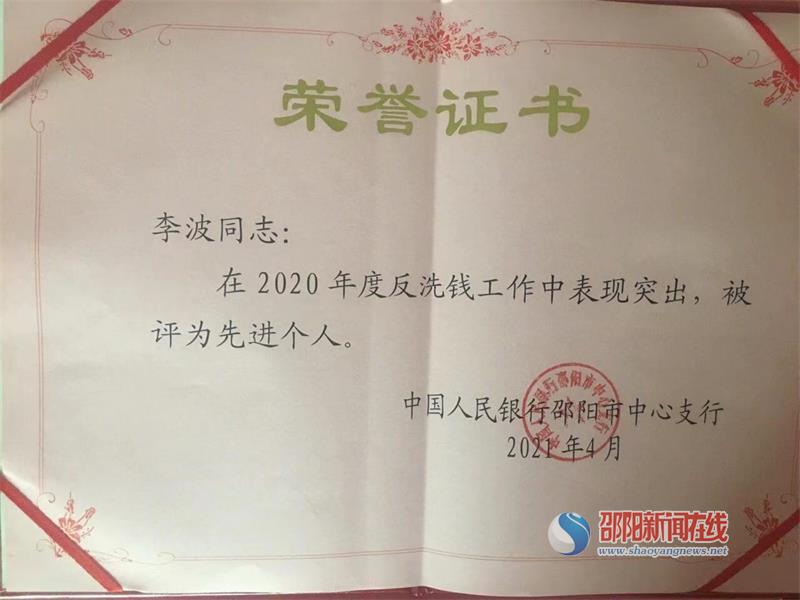 荣誉证书
李波同志：
在2020年度反洗钱工作中表现突出，被
评为先进个人。
中国人民银行邵阳市中心支行
2021年4月
邵阳新闻在线
www.shaoyangnews.net